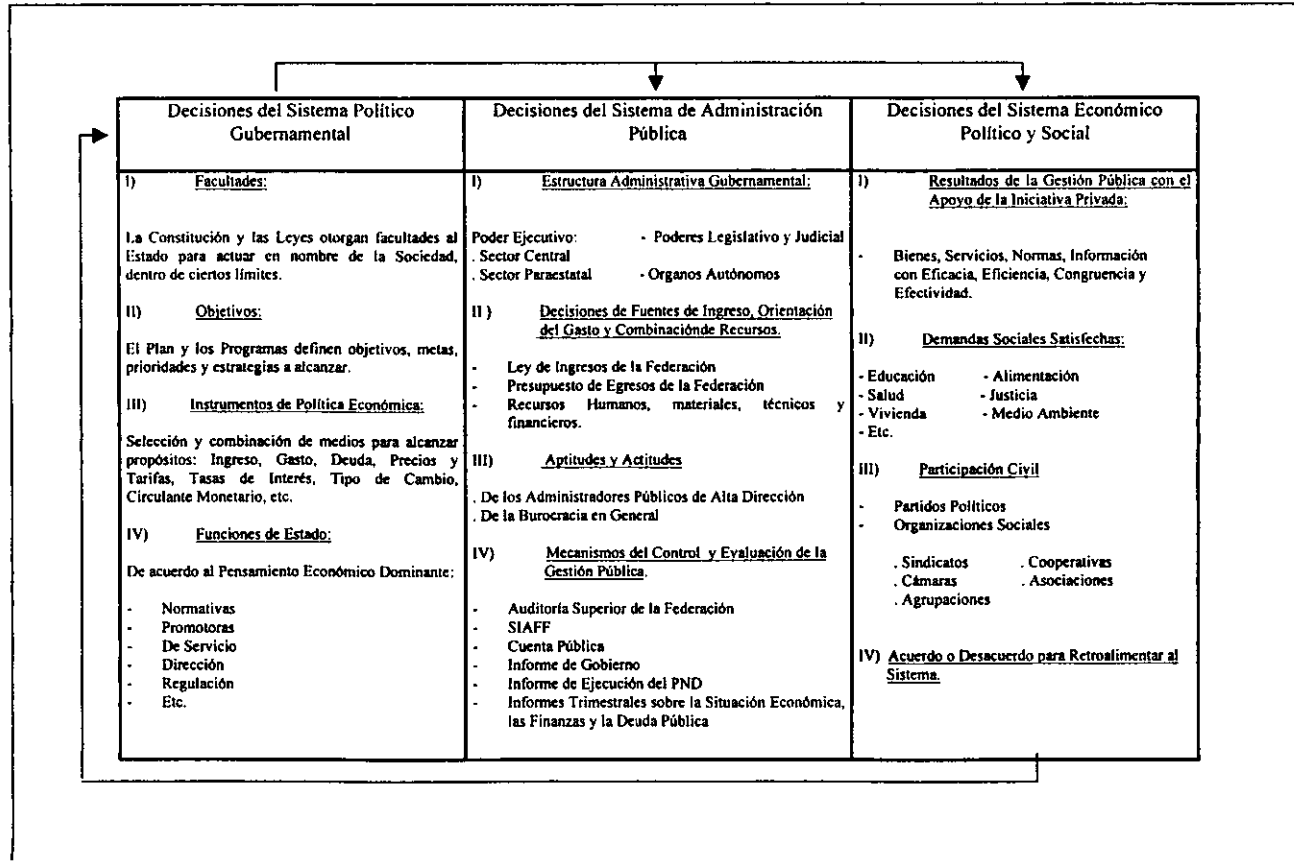 Decisiones del Sistema Político
Gubernamental
I) Facultades:
La Constitución y las Leyes otorgan facultades al
Estado para actuar en nombre de la Sociedad,
dentro de ciertos límites.
II) Objetivos:
El Plan y los Programas definen objetivos, metas,
prioridades y estrategias a alcanzar.
III) Instrumentos de Política Económica:
Selección y combinación de medios para alcanzar
propósitos: Ingreso, Gasto, Deuda, Precios y
Tarifas, Tasas de Interés, Tipo de Cambio,
Circulante Monetario, etc.
IV) Funciones de Estado:
De acuerdo al Pensamiento Económico Dominante:
- Normativas
- Promotoras
- De Servicio
- Dirección
- Regulación
- Etc.
Decisiones del Sistema de Administración
Pública
I) Estructura Administrativa Gubernamental:
Poder Ejecutivo: - Poderes Legislativo y Judicial
. Sector Central
. Sector Paraestatal - Organos Autónomos
II ) Decisiones de Fuentes de Ingreso, Orientación
del Gasto y Combinaciónde Recursos.
- Ley de Ingresos de la Federación
- Presupuesto de Egresos de la Federación
- Recursos Humanos, materiales, técnicos y
financieros.
III) Aptitudes y Actitudes
. De los Administradores Públicos de Alta Dirección
. De la Burocracia en General
IV) Mecanismos del Control y Evaluación de la
Gestión Pública.
- Auditoría Superior de la Federación
- SIAFF
- Cuenta Pública
- Informe de Gobierno
- Informe de Ejecución del PND
- Informes Trimestrales sobre la Situación Económica,
las Finanzas y la Deuda Pública
Decisiones del Sistema Económico
Político y Social
I) Resultados de la Gestión Pública con el
Apoyo de la Iniciativa Privada:
- Bienes, Servicios, Normas, Información
con Eficacia, Eficiencia, Congruencia y
Efectividad.
II) Demandas Sociales Satisfechas:
- Educación - Alimentación
- Salud - Justicia
- Vivienda - Medio Ambiente
- Etc.
III) Participación Civil
- Partidos Políticos
- Organizaciones Sociales
. Sindicatos . Cooperativas
. Cámaras . Asociaciones
. Agrupaciones
IV) Acuerdo o Desacuerdo para Retroalimentar al
Sistema.